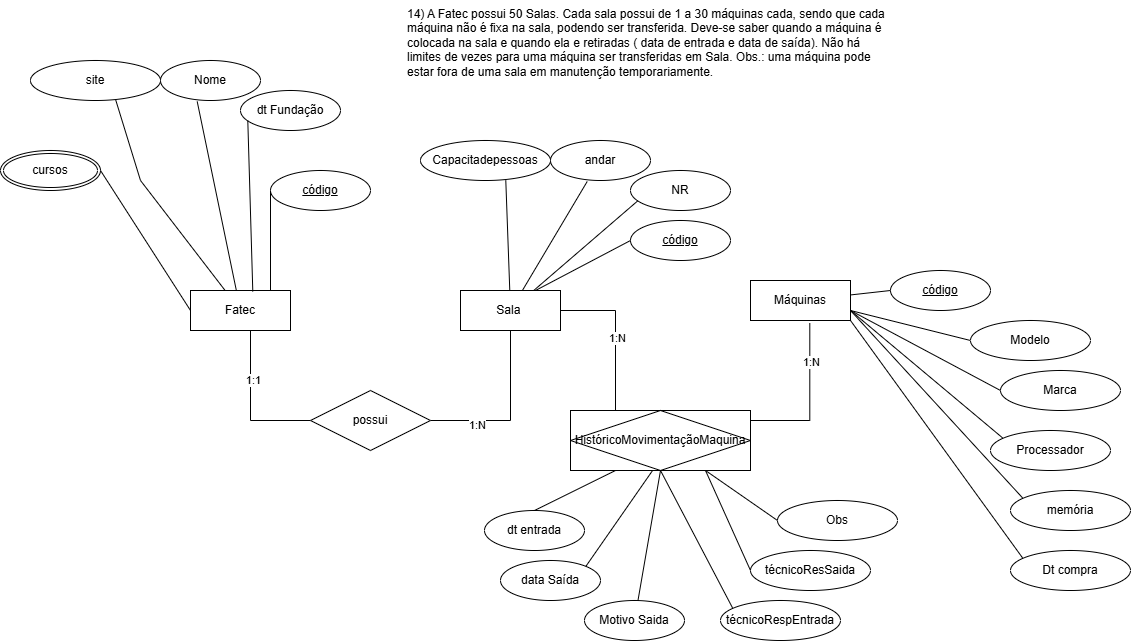 14) A Fatec possui 50 Salas. Cada sala possui de 1 a 30 máquinas cada, sendo que cada
máquina não é fixa na sala, podendo ser transferida. Deve-se saber quando a máquina é
colocada na sala e quando ela e retiradas ( data de entrada e data de saída). Não há
limites de vezes para uma máquina ser transferidas em Sala. Obs.: uma máquina pode
estar fora de uma sala em manutenção temporariamente.
site
Nome
dt Fundação
cursos
código
Capacitadepessoas
andar
NR
código
Fatec
Sala
Máquinas
código
Modelo
Marca
Processador
memória
Dt compra
1:1
possui
1:N
1:N
1:N
HistóricoMovimentaçãoMaquina
dt entrada
data Saída
Motivo Saida
técnicoRespEntrada
técnicoResSaida
Obs